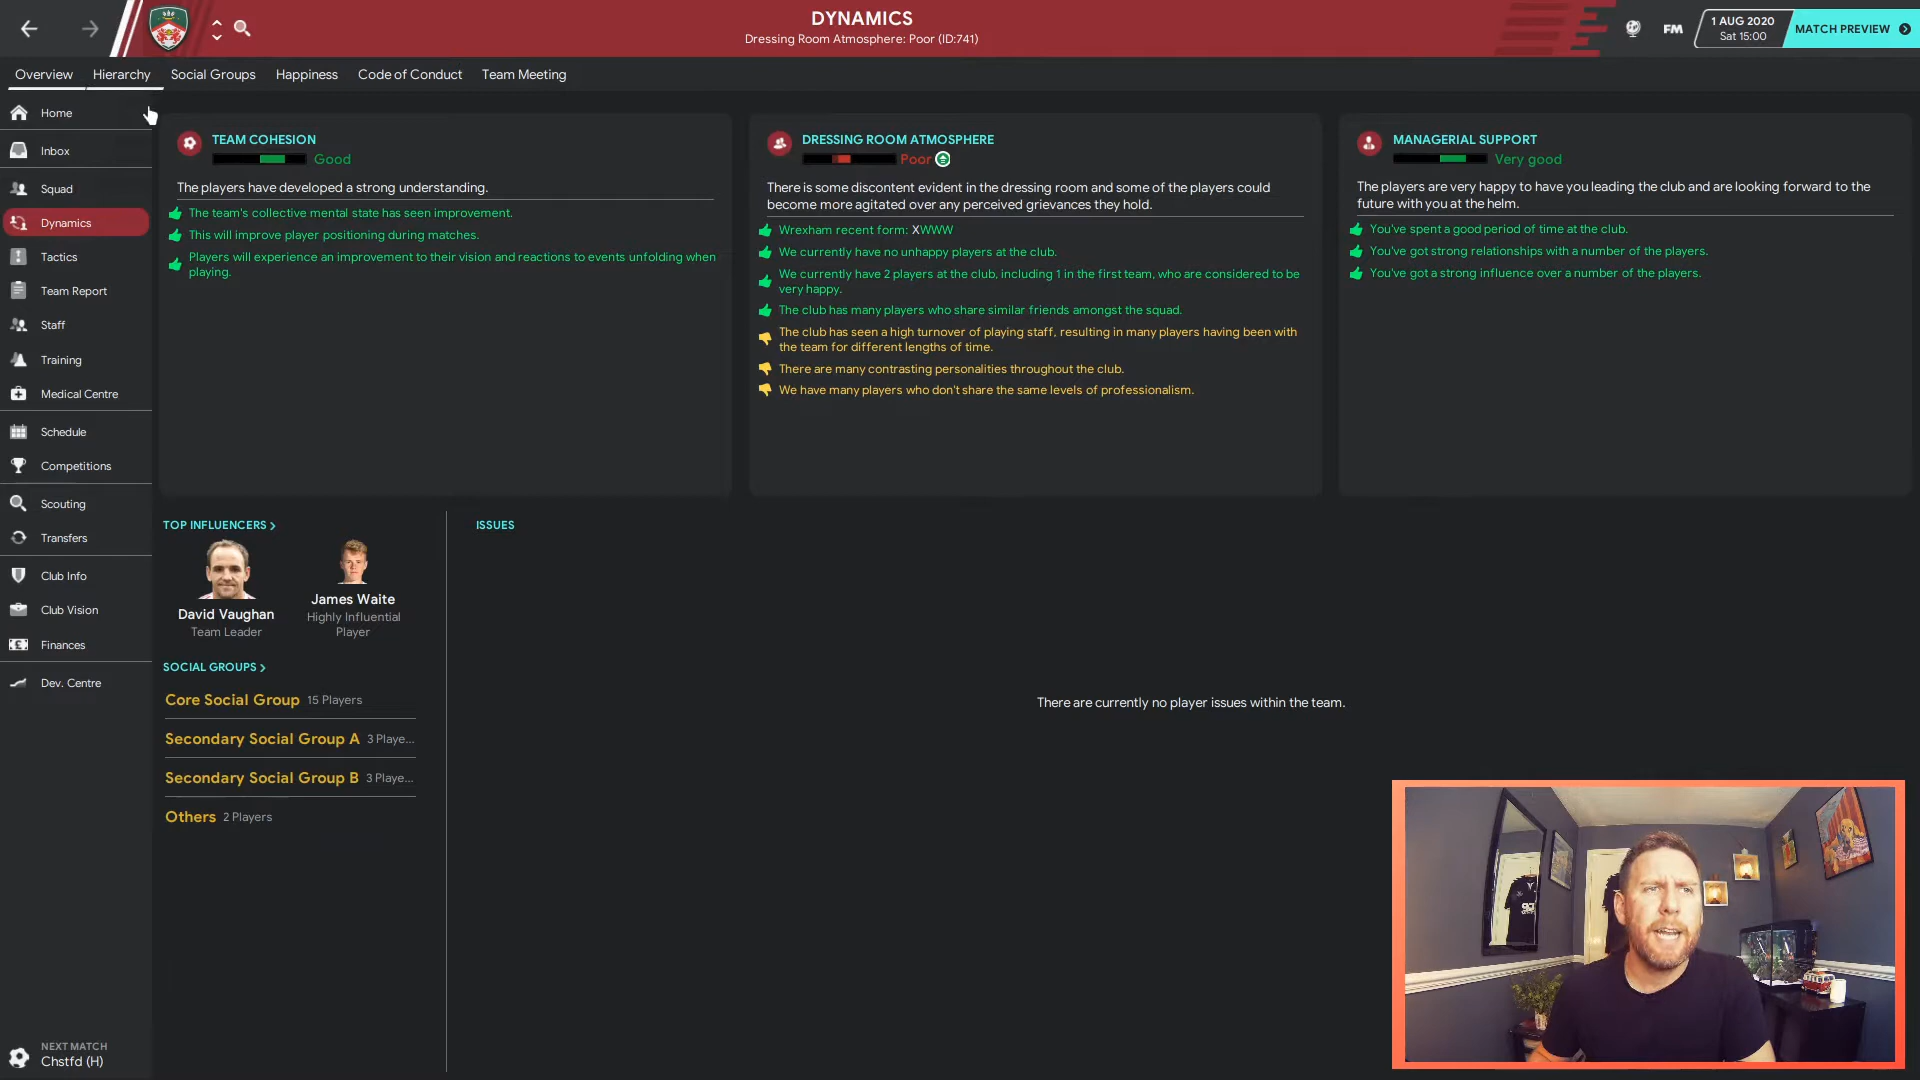 DYNAMICS
Dressing Room Atmosphere: Poor (ID:741)
FM
1 AUG 2020
Sat 15:00
MATCH PREVIEW
Overview
Hierarchy
Social Groups
Happiness
Code of Conduct
Team Meeting
Home
Inbox
Squad
Dynamics
Tactics
Team Report
Staff
Training
Medical Centre
Schedule
Competitions
Scouting
Transfers
Club Info
Club Vision
Finances
Dev. Centre
NEXT MATCH
Chstfd (H)
TEAM COHESION
Good
The players have developed a strong understanding.
The team's collective mental state has seen improvement.
This will improve player positioning during matches.
Players will experience an improvement to their vision and reactions to events unfolding when
playing.
DRESSING ROOM ATMOSPHERE
Poor
There is some discontent evident in the dressing room and some of the players could
become more agitated over any perceived grievances they hold.
Wrexham recent form: XWWW
We currently have no unhappy players at the club.
We currently have 2 players at the club, including 1 in the first team, who are considered to be
very happy.
The club has many players who share similar friends amongst the squad.
The club has seen a high turnover of playing staff, resulting in many players having been with
the team for different lengths of time.
There are many contrasting personalities throughout the club.
We have many players who don't share the same levels of professionalism.
MANAGERIAL SUPPORT
Very good
The players are very happy to have you leading the club and are looking forward to the
future with you at the helm.
You've spent a good period of time at the club.
You've got strong relationships with a number of the players.
You've got a strong influence over a number of the players.
TOP INFLUENCERS
David Vaughan
Team Leader
James Waite
Highly Influential
Player
SOCIAL GROUPS
Core Social Group 15 Players
Secondary Social Group A 3 Playe...
Secondary Social Group B 3 Playe...
Others 2 Players
ISSUES
There are currently no player issues within the team.